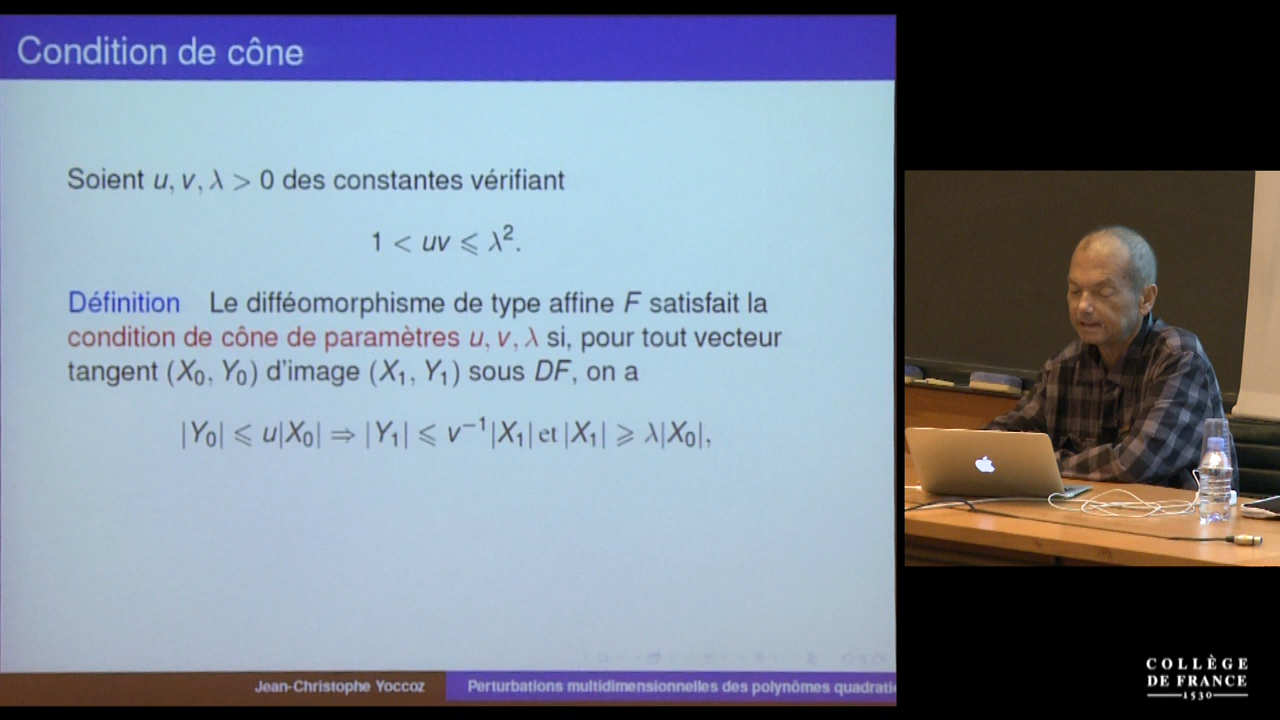 Condition de cône
Soient u, v, λ > 0 des constantes vérifiant
1 < uv ⩽ λ².
Définition Le difféomorphisme de type affine F satisfait la
condition de cône de paramètres u, v, λ si, pour tout vecteur
tangent (X₀, Y₀) d'image (X₁, Y₁) sous DF, on a
|Y₀| ⩽ u|X₀| ⇒ |Y₁| ⩽ v⁻¹|X₁| et |X₁| ⩾ λ|X₀|,
Jean-Christophe Yoccoz
Perturbations multidimensionnelles des polynômes quadrati
COLLÈGE
DE FRANCE
1530